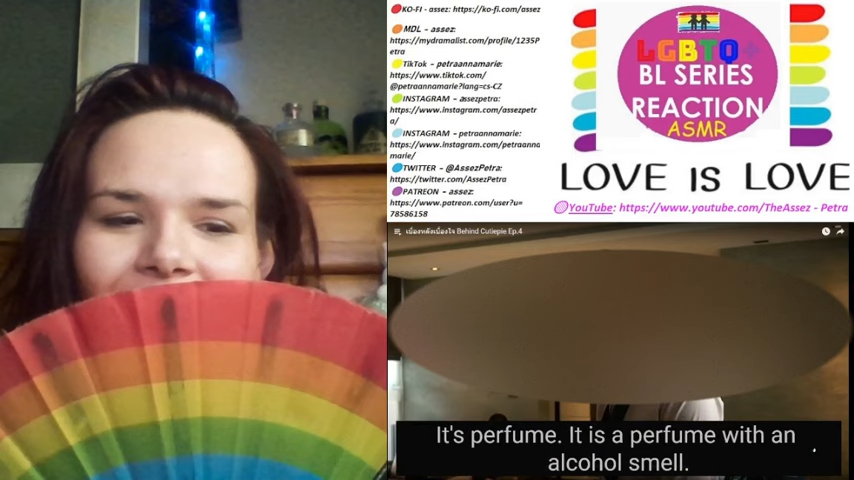 KO-FI - assez: https://ko-fi.com/assez
MDL - assez:
https://mydramalist.com/profile/1235P
etra
TikTok - petraannamarie:
https://www.tiktok.com/
@petraannamarie?lang=cs-CZ
INSTAGRAM - assezpetra:
https://www.instagram.com/assezpetr
a/
INSTAGRAM - petraannamarie:
https://www.instagram.com/petraanna
marie/
TWITTER - @AssezPetra:
https://twitter.com/AssezPetra
PATREON - assez:
https://www.patreon.com/user?u=
78586158
LGBTQ+
BL SERIES
REACTION
ASMR
LOVE IS LOVE
YouTube: https://www.youtube.com/TheAssez - Petra
เบื้องหลังเบื้องใจ Behind Cutiepie Ep.4
It's perfume. It is a perfume with an
alcohol smell.